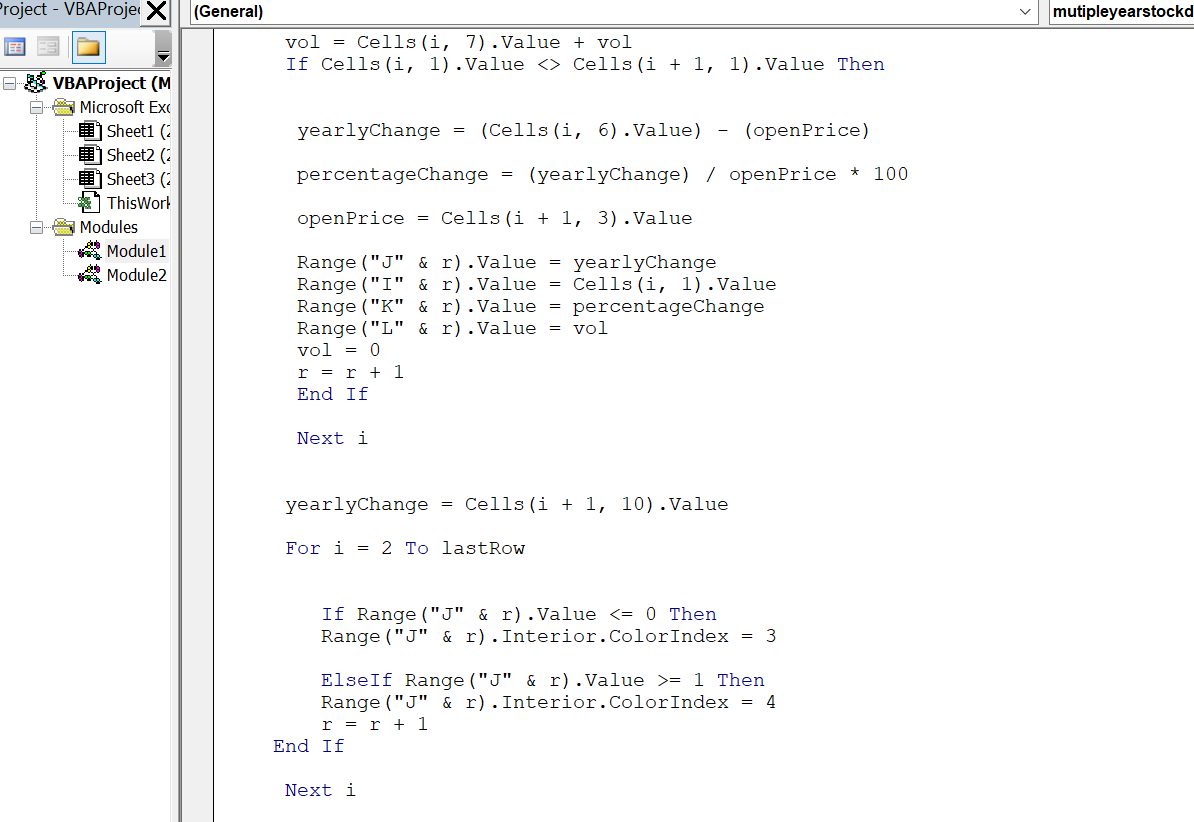 Project - VBAProjec
VBAProject (M
Microsoft Exc
Sheet1 (2
Sheet2 (2
Sheet3 (2
ThisWork
Modules
Module1
Module2
(General)
mutipleyearstockd
vol = Cells(i, 7).Value + vol
If Cells(i, 1).Value <> Cells(i + 1, 1).Value Then
yearlyChange = (Cells(i, 6).Value) - (openPrice)
percentageChange = (yearlyChange) / openPrice * 100
openPrice = Cells(i + 1, 3).Value
Range("J" & r).Value = yearlyChange
Range("I" & r).Value = Cells(i, 1).Value
Range("K" & r).Value = percentageChange
Range("L" & r).Value = vol
vol = 0
r = r + 1
End If
Next i
yearlyChange = Cells(i + 1, 10).Value
For i = 2 To lastRow
If Range("J" & r).Value <= 0 Then
Range("J" & r).Interior.ColorIndex = 3
ElseIf Range("J" & r).Value >= 1 Then
Range("J" & r).Interior.ColorIndex = 4
r = r + 1
End If
Next i